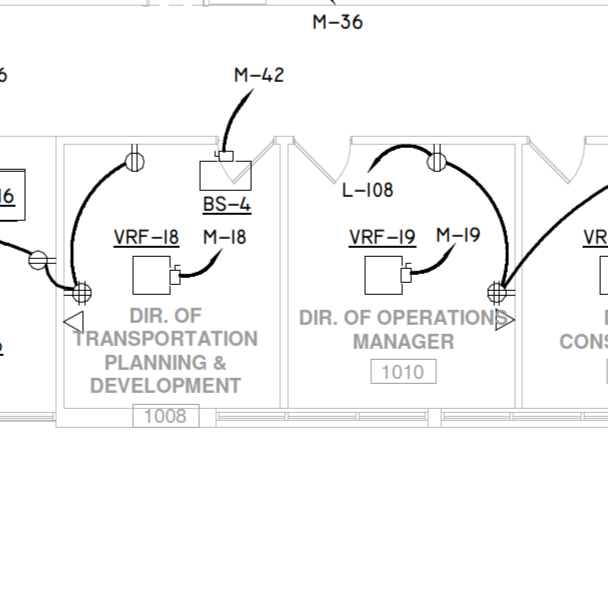 M-36
6
M-42
16
BS-4
VRF-18
M-18
VRF-19
M-19
VR
L-108
DIR. OF
TRANSPORTATION
PLANNING &
DEVELOPMENT
1008
DIR. OF OPERATIONS
MANAGER
1010
CONS